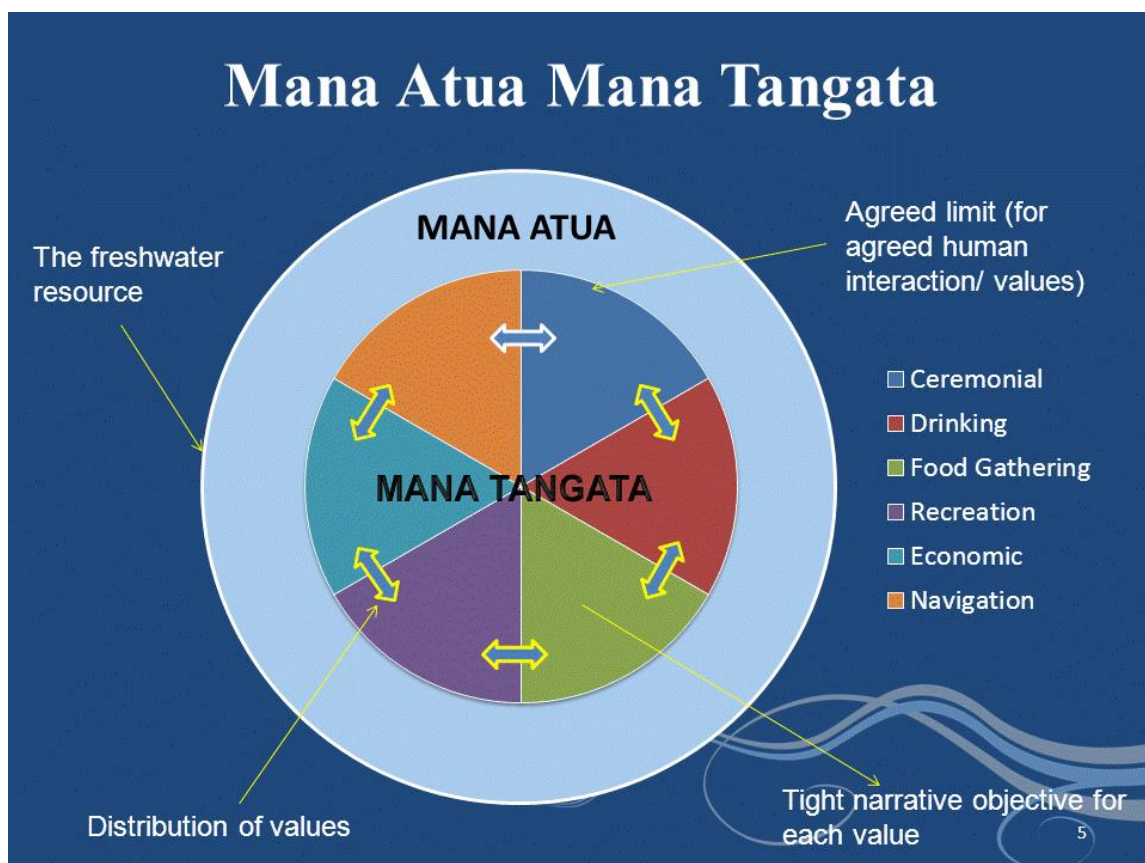 Mana Atua Mana Tangata
MANA ATUA
The freshwater
resource
Agreed limit (for
agreed human
interaction/ values)
Ceremonial
Drinking
Food Gathering
Recreation
Economic
Navigation
MANA TANGATA
Distribution of values
Tight narrative objective for
each value
5